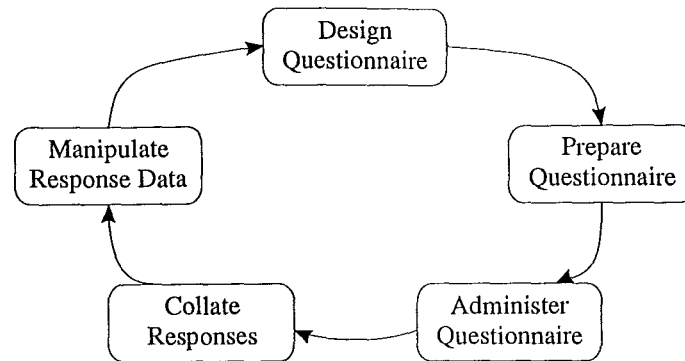 Design
Questionnaire
Prepare
Questionnaire
Administer
Questionnaire
Collate
Responses
Manipulate
Response Data